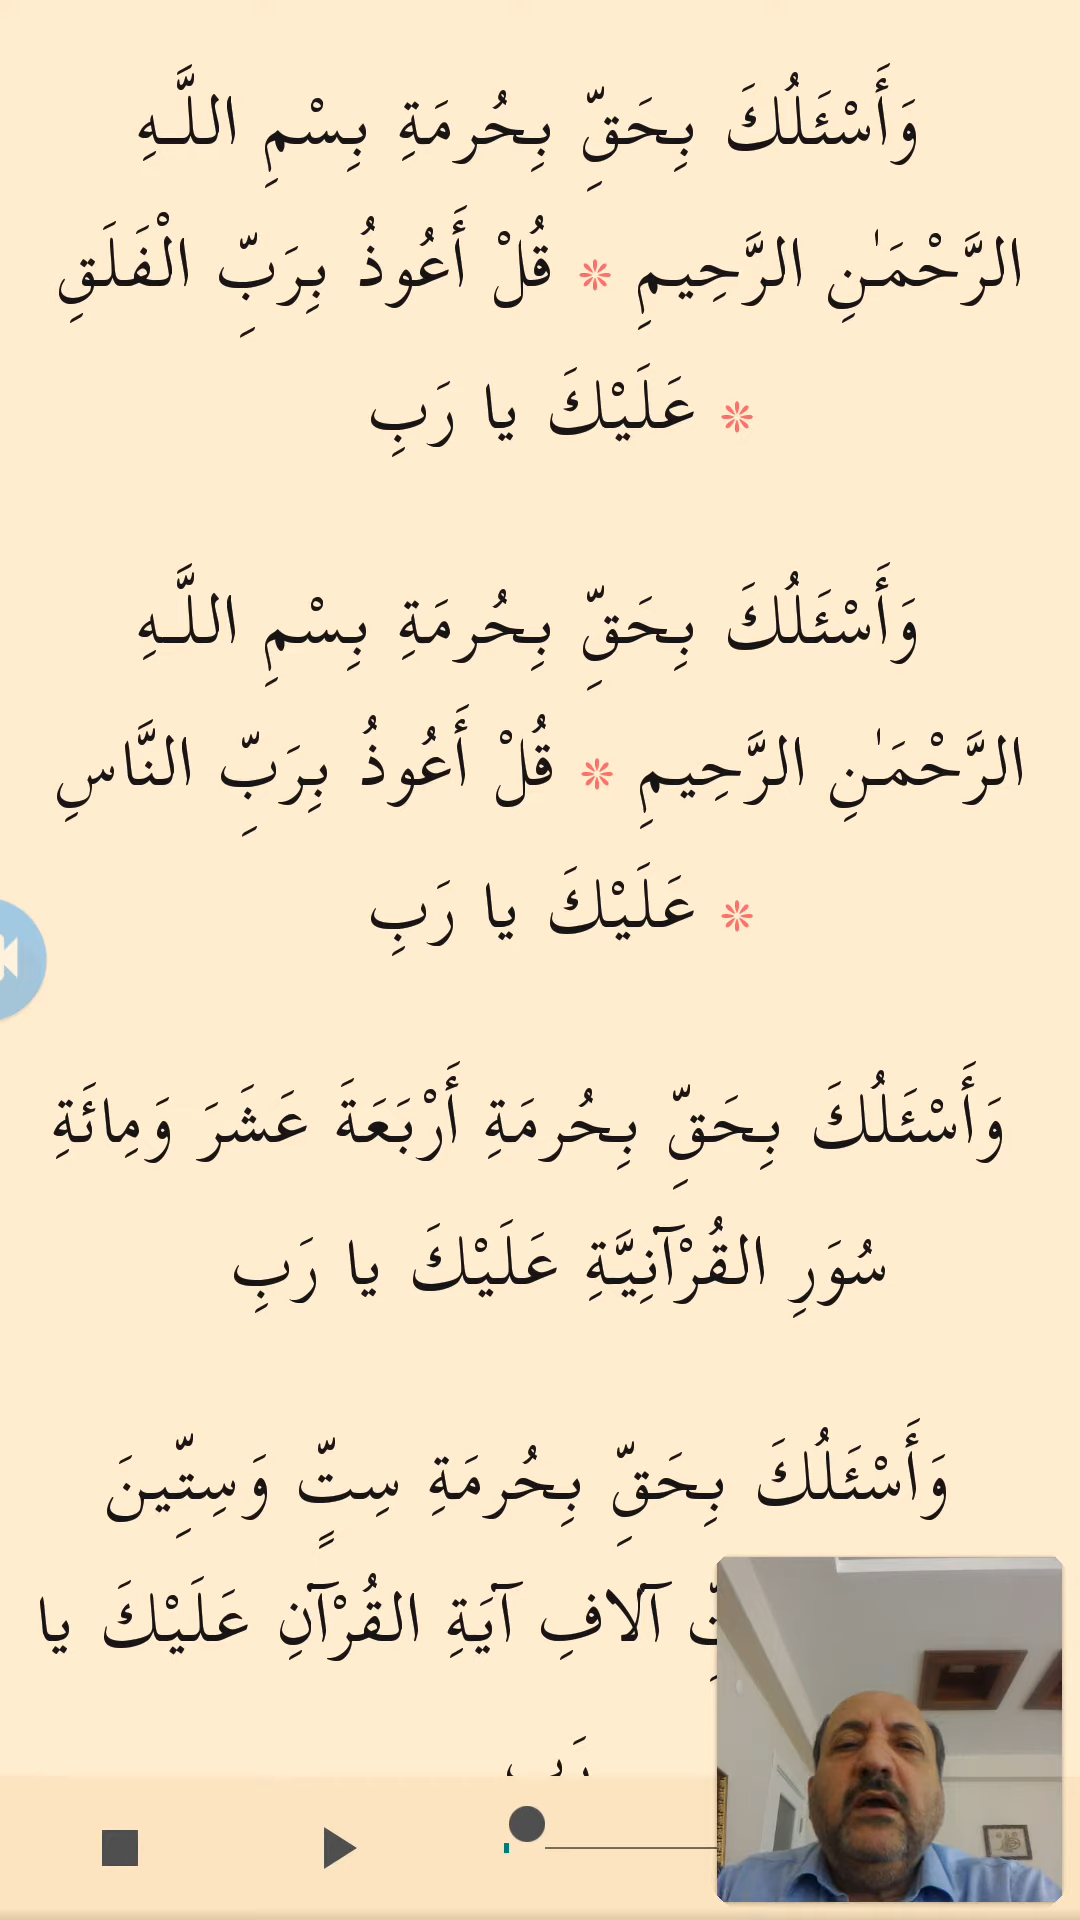 وَأَسْئَلُكَ بِحَقِّ بِحُرمَةِ بِسْمِ اللَّـهِ
الرَّحْمَـٰنِ الرَّحِيمِ * قُلْ أَعُوذُ بِرَبِّ الْفَلَقِ
* عَلَيْكَ يا رَبِ
وَأَسْئَلُكَ بِحَقِّ بِحُرمَةِ بِسْمِ اللَّـهِ
الرَّحْمَـٰنِ الرَّحِيمِ * قُلْ أَعُوذُ بِرَبِّ النَّاسِ
* عَلَيْكَ يا رَبِ
وَأَسْئَلُكَ بِحَقِّ بِحُرمَةِ أَرْبَعَةَ عَشَرَ وَمِائَةِ
سُوَرِ القُرْآنِيَّةِ عَلَيْكَ يا رَبِ
وَأَسْئَلُكَ بِحَقِّ بِحُرمَةِ سِتٍّ وَسِتِّينَ
آلافِ آيَةِ القُرْآنِ عَلَيْكَ يا